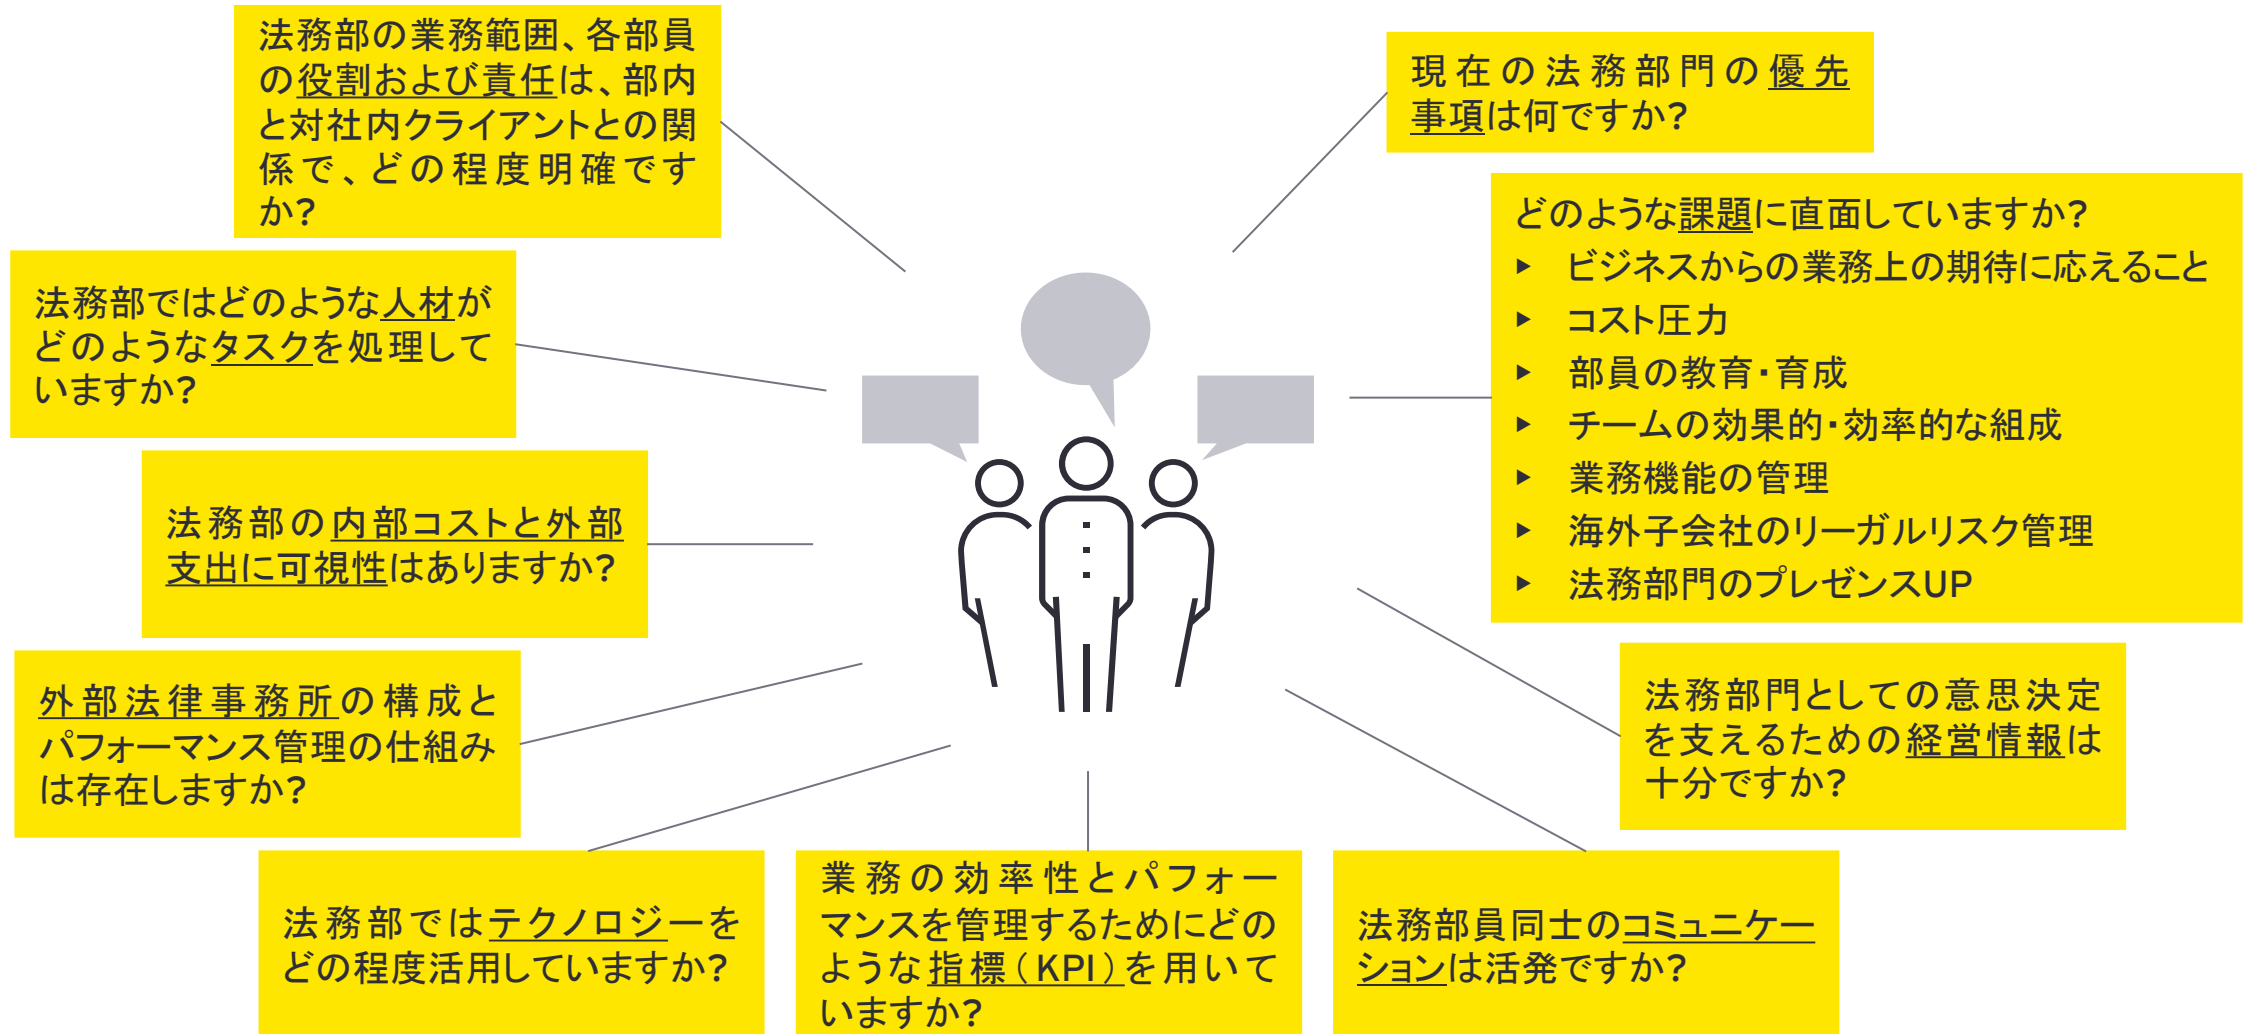 法務部の業務範囲、各部員
の役割および責任は、部内
と対社内クライアントとの関
係で、どの程度明確です
か?
現在の法務部門の優先
事項は何ですか?
どのような課題に直面していますか?
▶ ビジネスからの業務上の期待に応えること
▶ コスト圧力
▶ 部員の教育・育成
▶ チームの効果的・効率的な組成
▶ 業務機能の管理
▶ 海外子会社のリーガルリスク管理
▶ 法務部門のプレゼンスUP
法務部ではどのような人材が
どのようなタスクを処理して
いますか?
法務部の内部コストと外部
支出に可視性はありますか?
外部法律事務所の構成と
パフォーマンス管理の仕組み
は存在しますか?
法務部門としての意思決定
を支えるための経営情報は
十分ですか?
法務部ではテクノロジーを
どの程度活用していますか?
業務の効率性とパフォー
マンスを管理するためにどの
ような指標(KPI)を用いて
いますか?
法務部員同士のコミュニケー
ションは活発ですか?